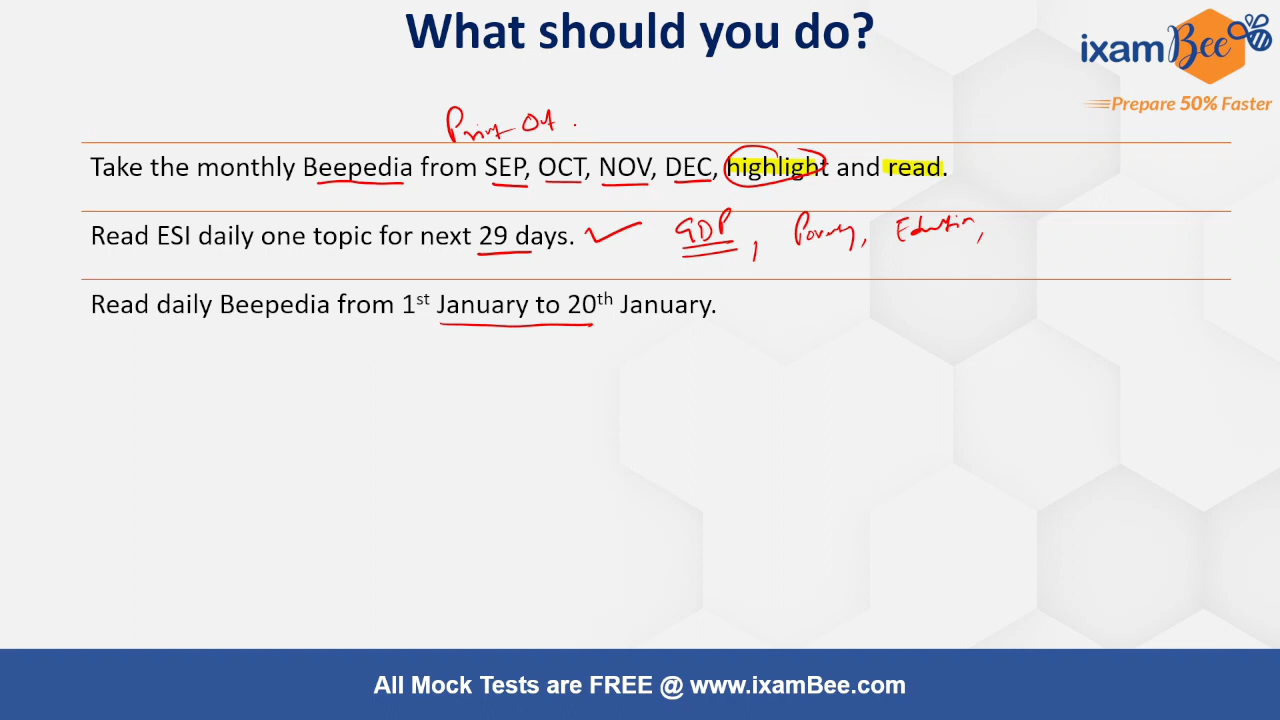 What should you do?
ixamBee
Prepare 50% Faster
Print Out.
Take the monthly Beepedia from SEP, OCT, NOV, DEC, highlight and read.
Read ESI daily one topic for next 29 days. GDP, Poverty, Education,
Read daily Beepedia from 1st January to 20th January.
All Mock Tests are FREE @ www.ixamBee.com